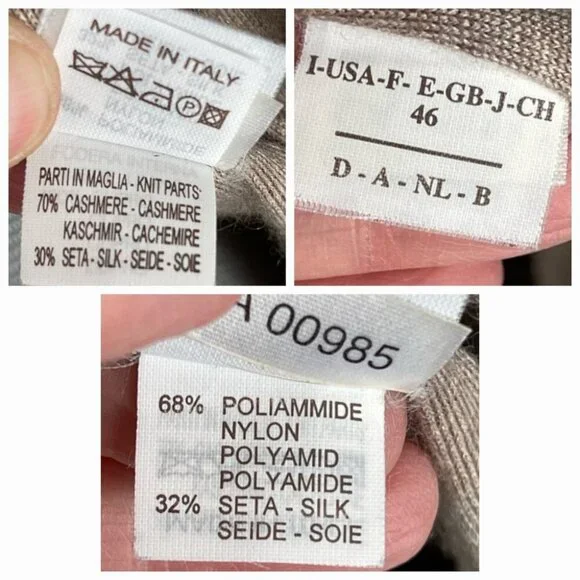 MADE IN ITALY
FODERA INTERNA
PARTI IN MAGLIA - KNIT PARTS
70% CASHMERE - CASHMERE
KASCHMIR - CACHEMIRE
30% SETA - SILK - SEIDE - SOIE
I-USA-F- E-GB-J-CH
46
D - A - NL - B
A 00985
68% POLIAMMIDE
NYLON
POLYAMID
POLYAMIDE
32% SETA - SILK
SEIDE - SOIE